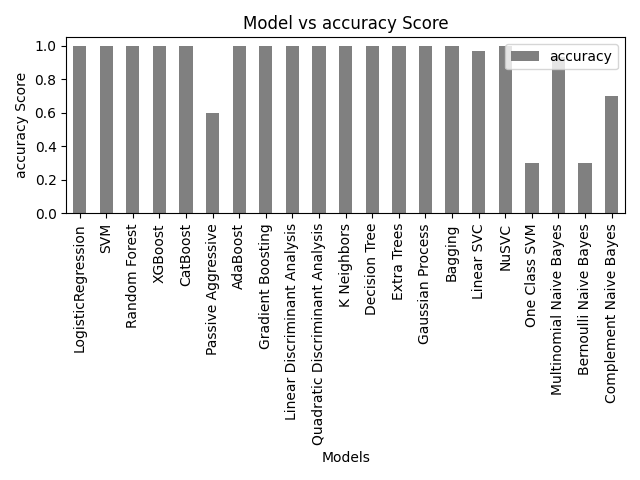 Model vs accuracy Score
accuracy Score
1.0
0.8
0.6
0.4
0.2
0.0
accuracy
LogisticRegression
SVM
Random Forest
XGBoost
CatBoost
Passive Aggressive
AdaBoost
Gradient Boosting
Linear Discriminant Analysis
Quadratic Discriminant Analysis
K Neighbors
Decision Tree
Extra Trees
Gaussian Process
Bagging
Linear SVC
NuSVC
One Class SVM
Multinomial Naive Bayes
Bernoulli Naive Bayes
Complement Naive Bayes
Models